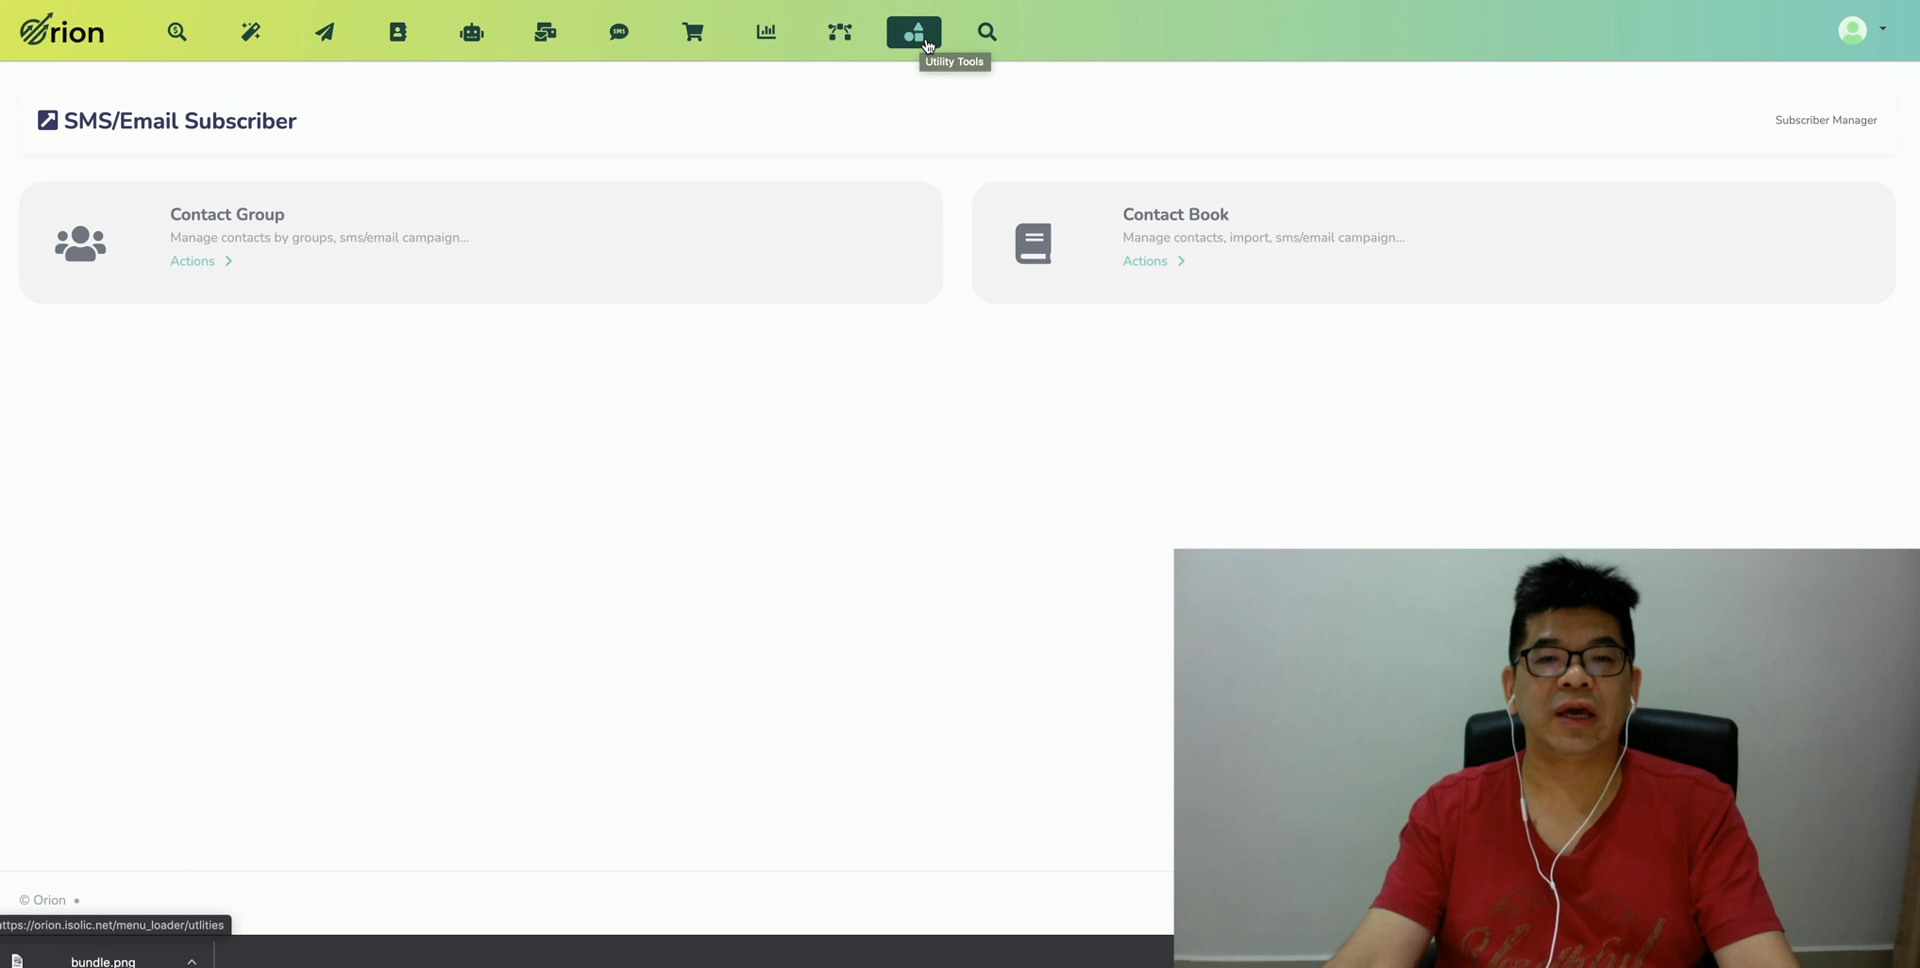 Orion
SMS
Utility Tools
SMS/Email Subscriber
Subscriber Manager
Contact Group
Manage contacts by groups, sms/email campaign...
Actions
Contact Book
Manage contacts, import, sms/email campaign...
Actions
© Orion •
ttps://orion.isolic.net/menu_loader/utlities
bundle.png